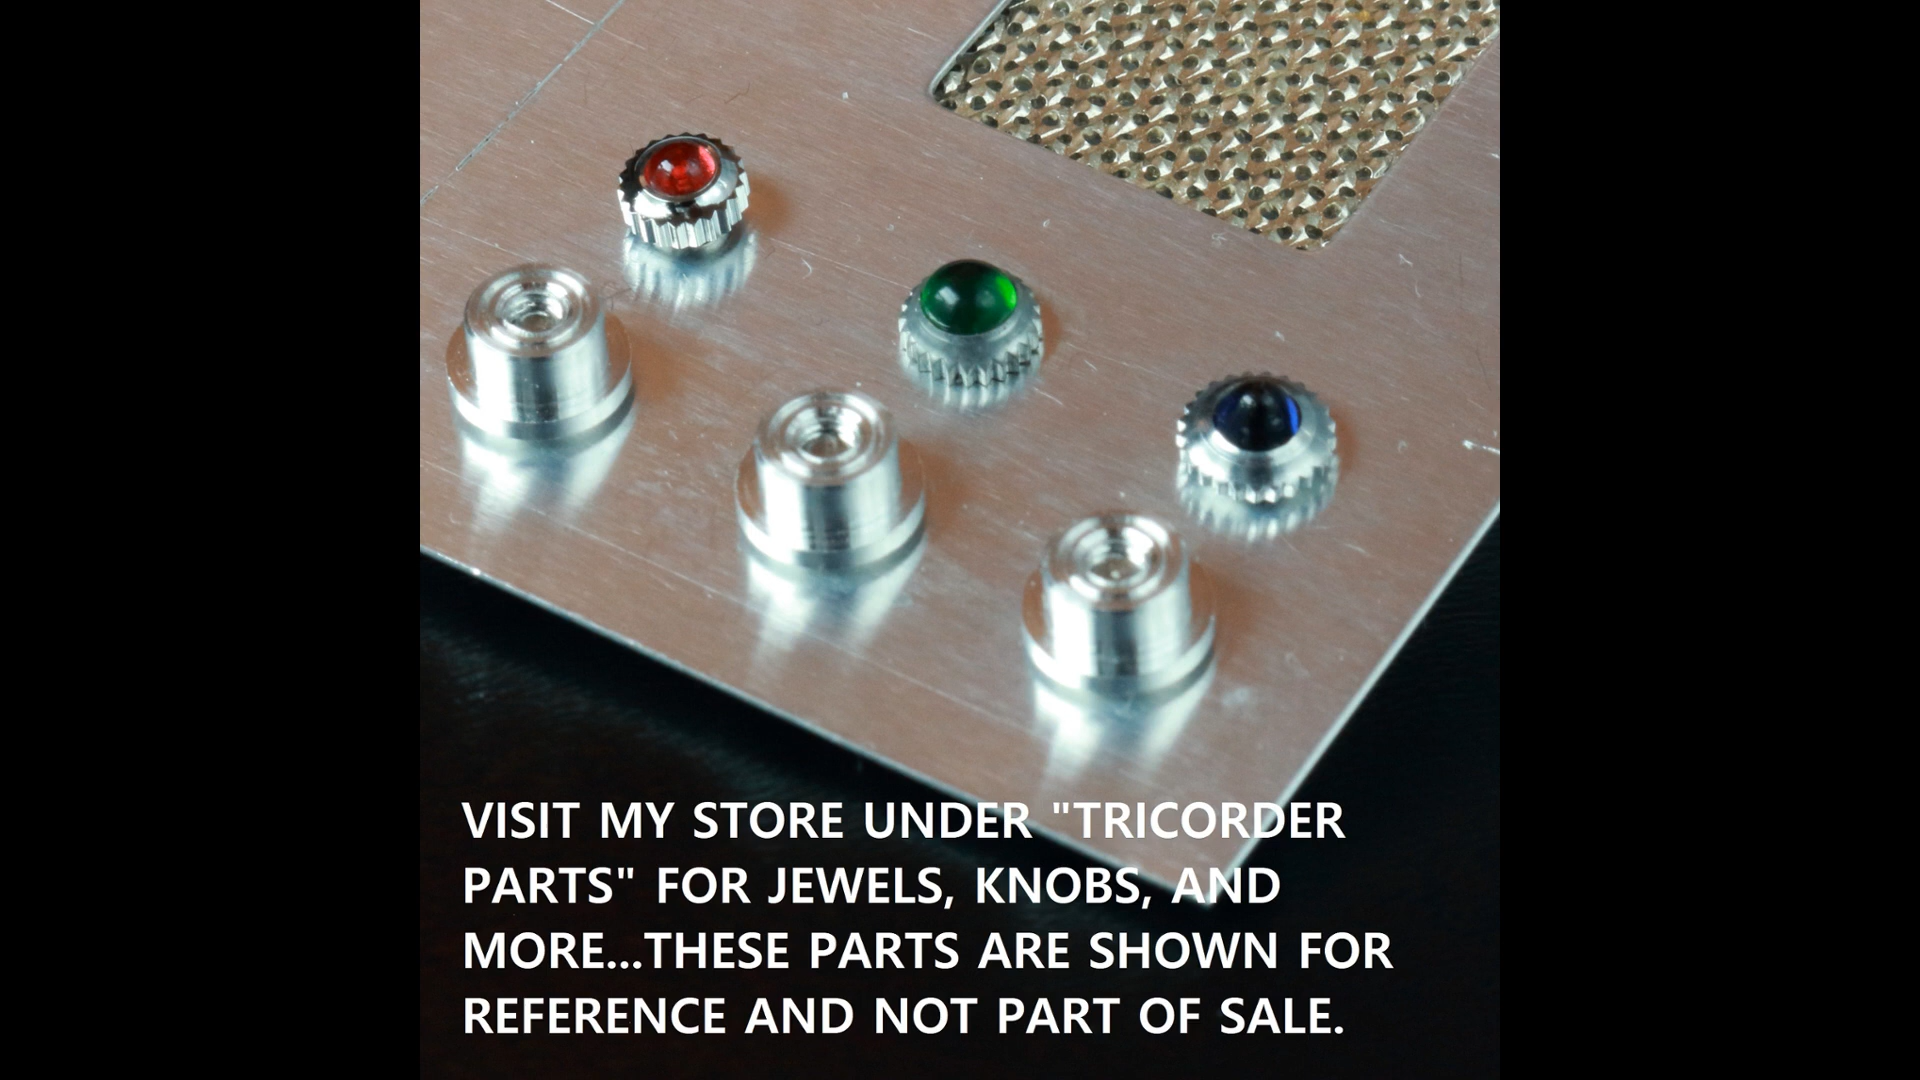 VISIT MY STORE UNDER "TRICORDER
PARTS" FOR JEWELS, KNOBS, AND
MORE...THESE PARTS ARE SHOWN FOR
REFERENCE AND NOT PART OF SALE.